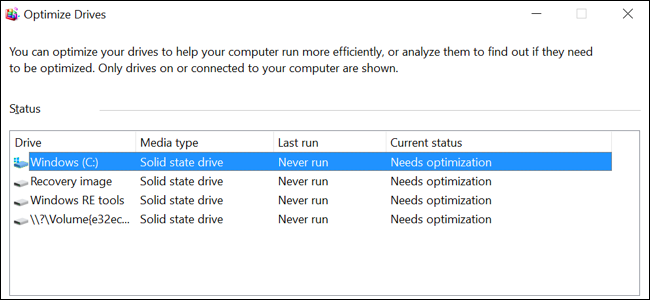 Optimize Drives
You can optimize your drives to help your computer run more efficiently, or analyze them to find out if they need
to be optimized. Only drives on or connected to your computer are shown.
Status
Drive Media type Last run Current status
Windows (C:) Solid state drive Never run Needs optimization
Recovery image Solid state drive Never run Needs optimization
Windows RE tools Solid state drive Never run Needs optimization
\\?\Volume{e32ec... Solid state drive Never run Needs optimization